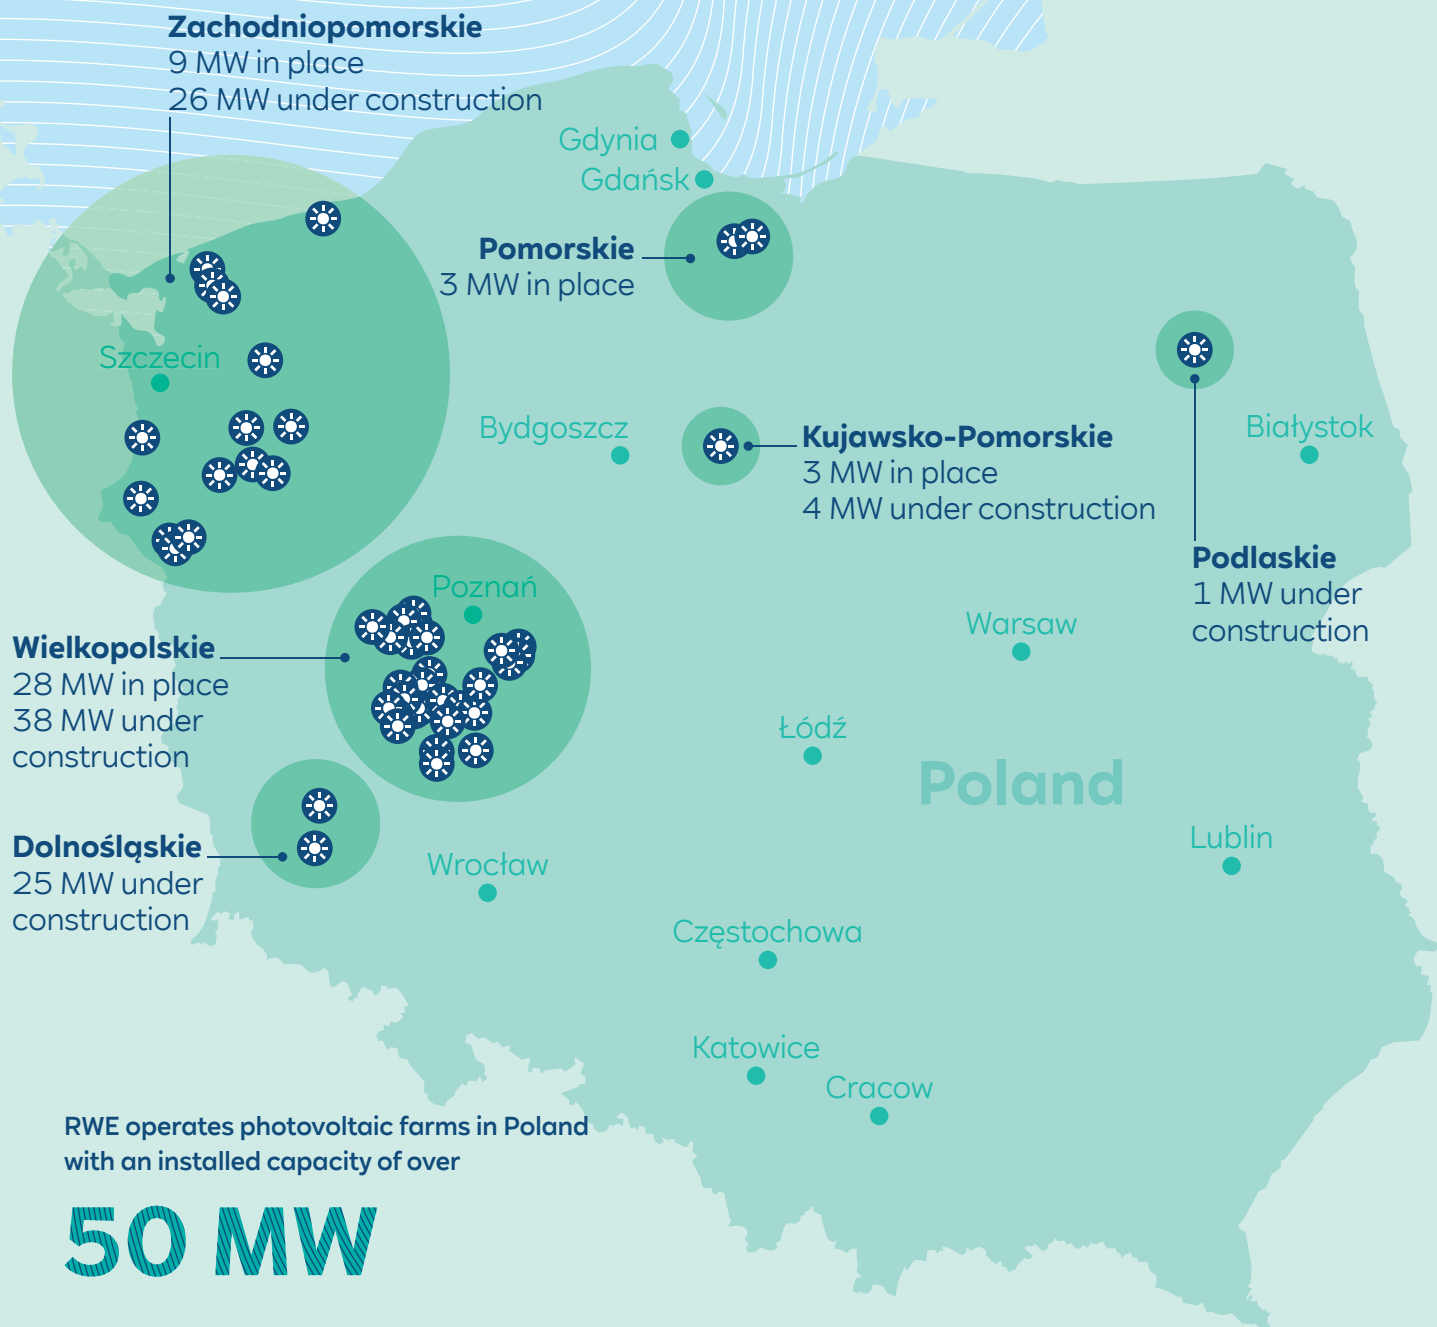 Zachodniopomorskie
9 MW in place
26 MW under construction
Gdynia
Gdańsk
Pomorskie
3 MW in place
Szczecin
Bydgoszcz
Kujawsko-Pomorskie
3 MW in place
4 MW under construction
Białystok
Podlaskie
1 MW under
construction
Poznań
Warsaw
Wielkopolskie
28 MW in place
38 MW under
construction
Łódź
Poland
Dolnośląskie
25 MW under
construction
Wrocław
Lublin
Częstochowa
Katowice
Cracow
RWE operates photovoltaic farms in Poland
with an installed capacity of over
50 MW